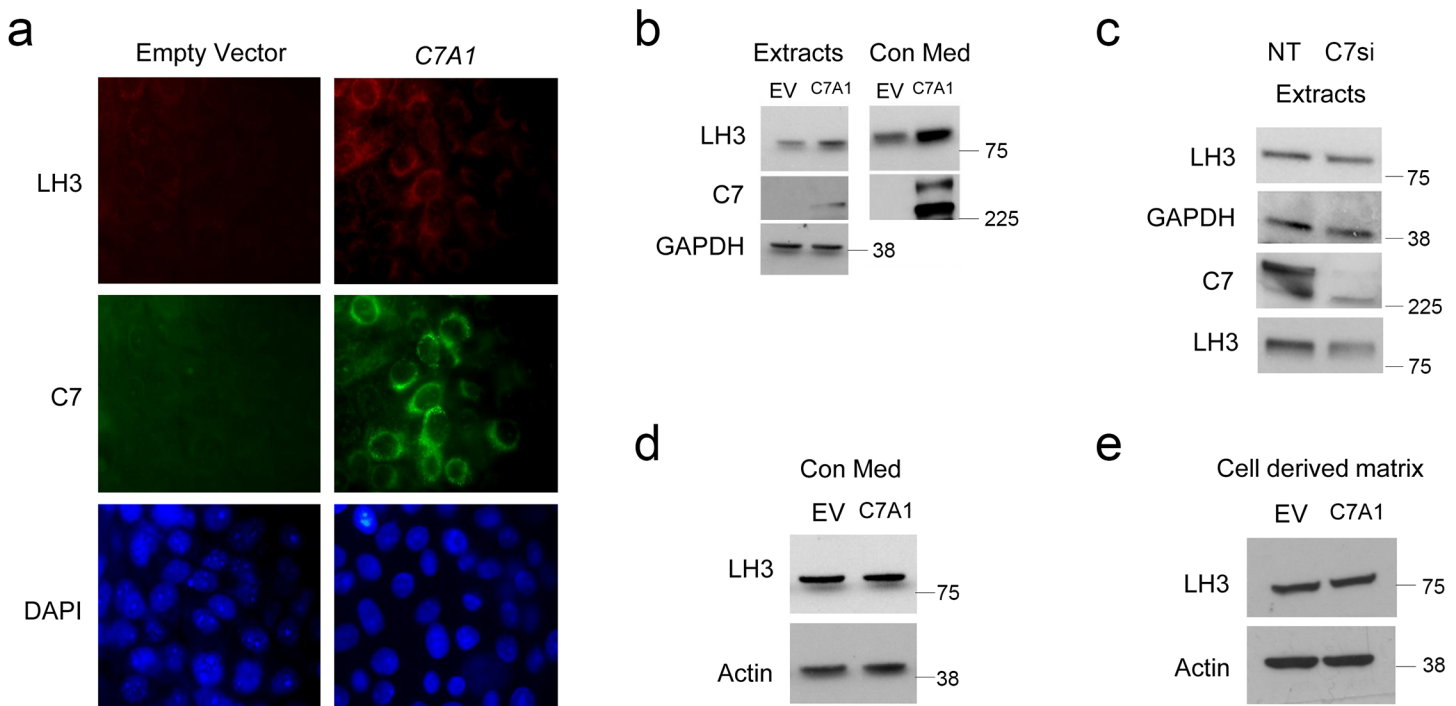 a
Empty Vector
C7A1
LH3
C7
DAPI
b
Extracts
Con Med
EV
C7A1
EV
C7A1
LH3
75
C7
225
GAPDH
38
c
NT
C7si
Extracts
LH3
75
GAPDH
38
C7
225
LH3
75
d
Con Med
EV
C7A1
LH3
75
Actin
38
e
Cell derived matrix
EV
C7A1
LH3
75
Actin
38